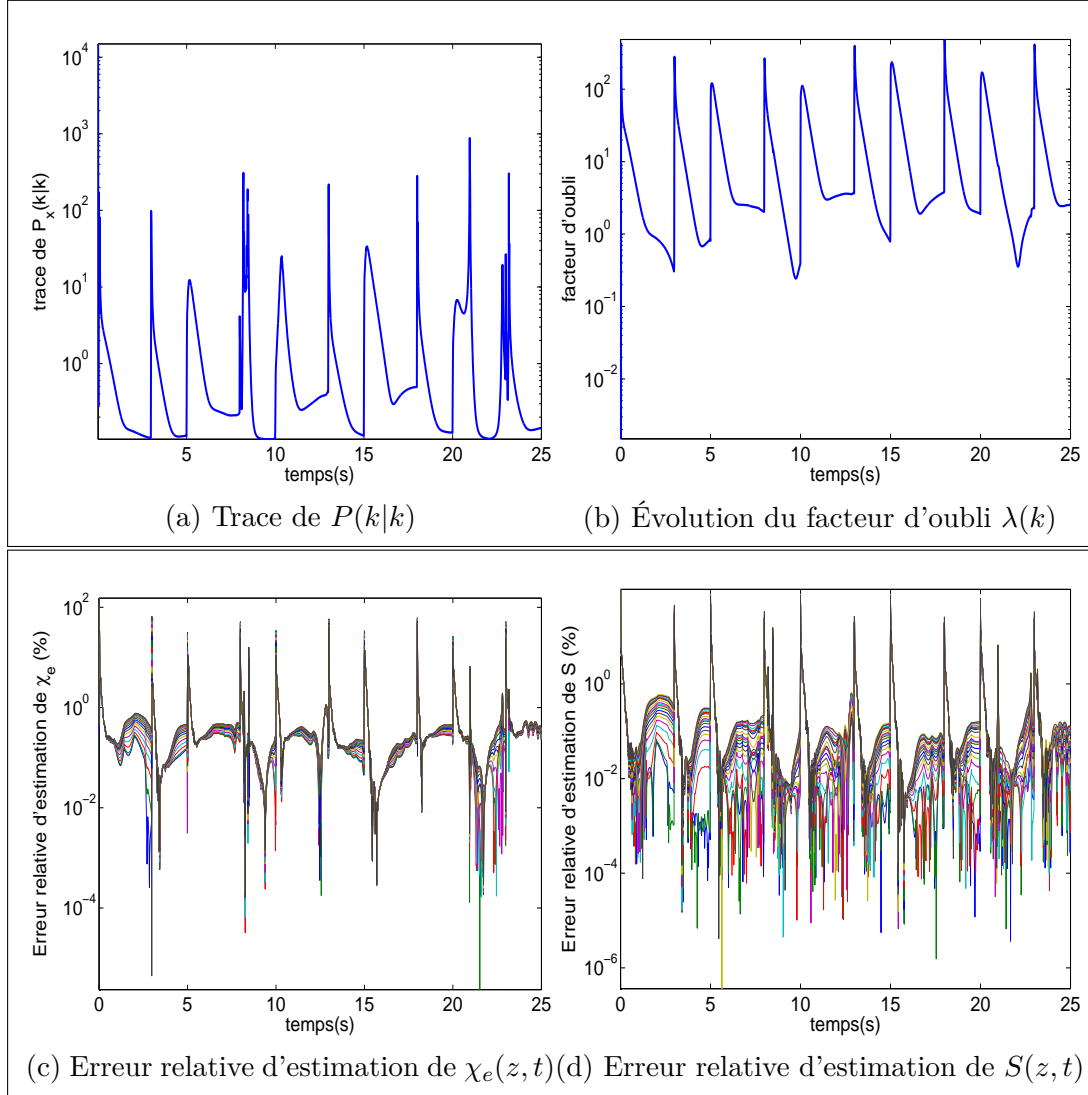 10^4
10^3
10^2
10^1
10^0
trace de P_x(k|k)
5 10 15 20 25
temps(s)
(a) Trace de P(k|k)
10^2
10^1
10^0
10^−1
10^−2
facteur d'oubli
0 5 10 15 20 25
temps(s)
(b) Évolution du facteur d'oubli λ(k)
10^2
10^0
10^−2
10^−4
Erreur relative d'estimation de χ_e (%)
0 5 10 15 20 25
temps(s)
(c) Erreur relative d'estimation de χ_e(z, t)
10^0
10^−2
10^−4
10^−6
Erreur relative d'estimation de S (%)
0 5 10 15 20 25
temps(s)
(d) Erreur relative d'estimation de S(z, t)